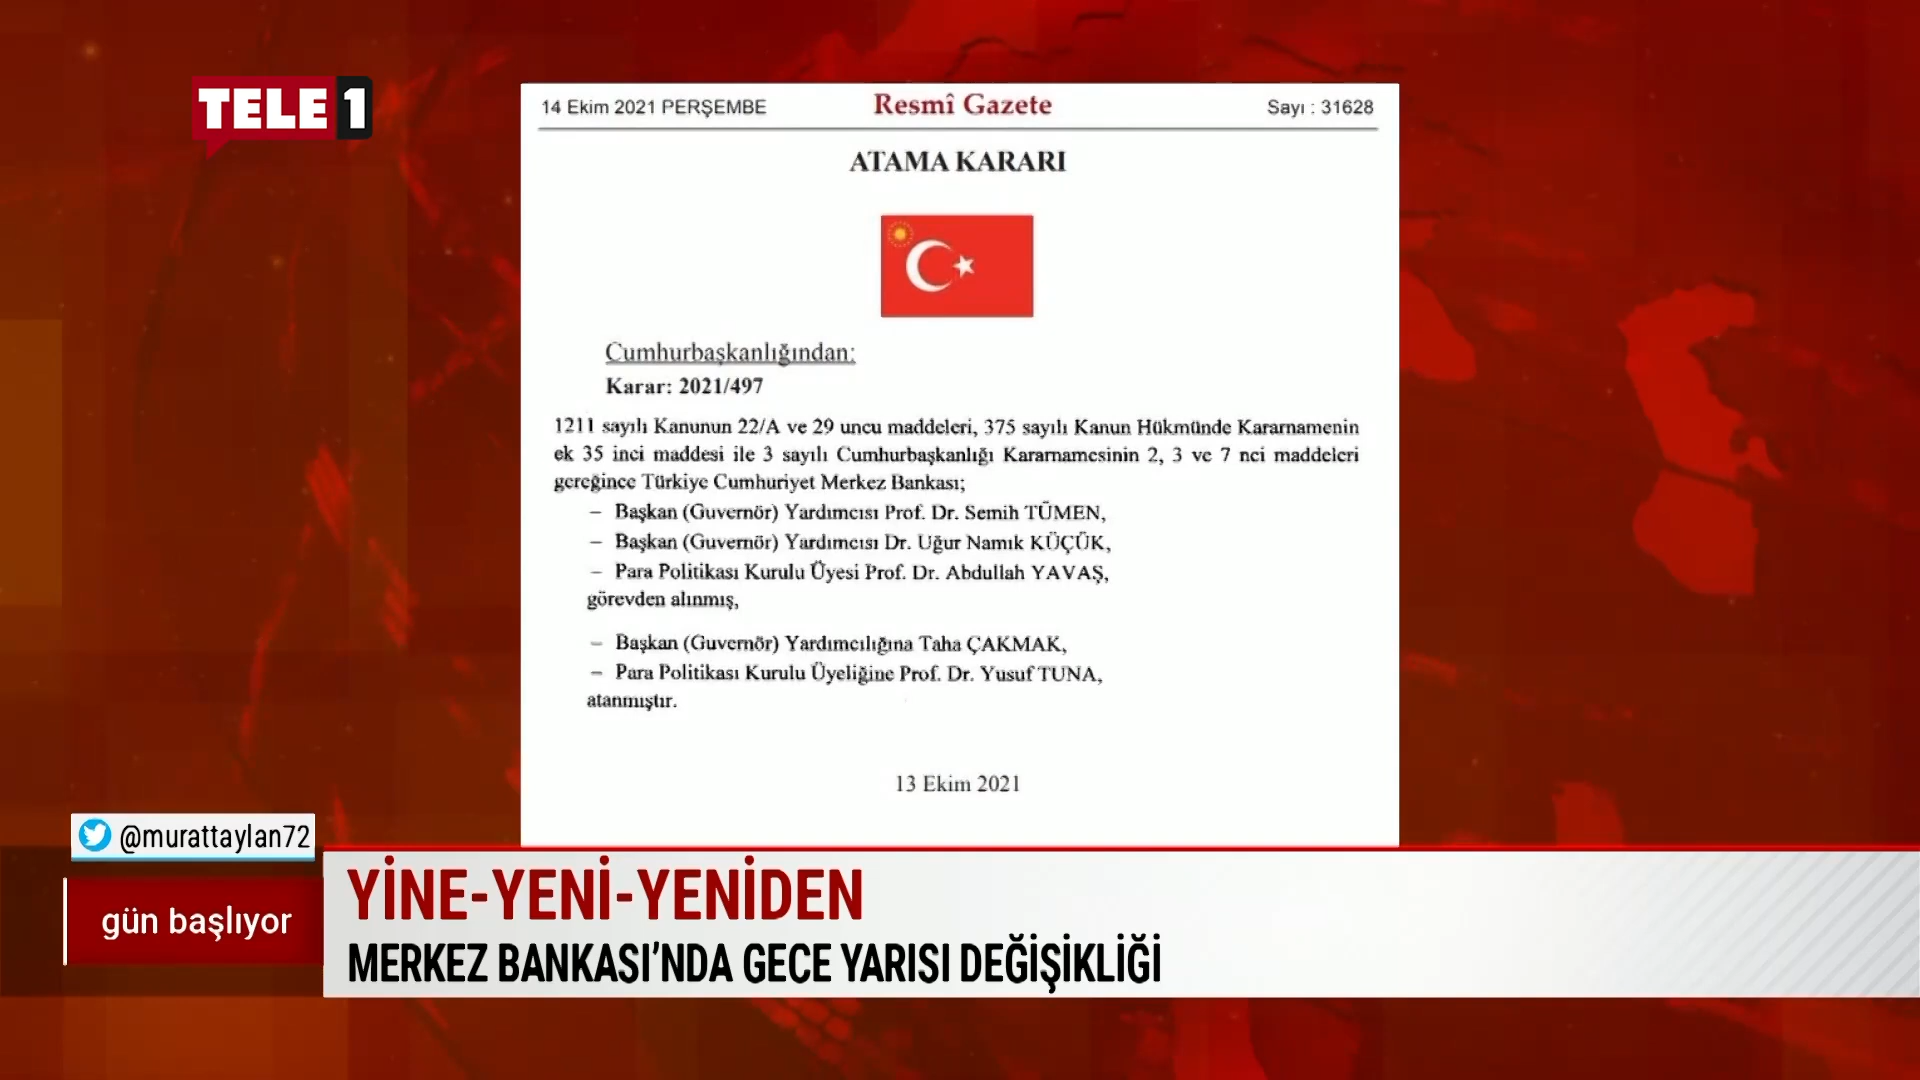 TELE 1
14 Ekim 2021 PERŞEMBE Resmî Gazete Sayı : 31628
ATAMA KARARI
Cumhurbaşkanlığından:
Karar: 2021/497
1211 sayılı Kanunun 22/A ve 29 uncu maddeleri, 375 sayılı Kanun Hükmünde Kararnamenin
ek 35 inci maddesi ile 3 sayılı Cumhurbaşkanlığı Kararnamesinin 2, 3 ve 7 nci maddeleri
gereğince Türkiye Cumhuriyet Merkez Bankası;
– Başkan (Guvernör) Yardımcısı Prof. Dr. Semih TÜMEN,
– Başkan (Guvernör) Yardımcısı Dr. Uğur Namık KÜÇÜK,
– Para Politikası Kurulu Üyesi Prof. Dr. Abdullah YAVAŞ,
görevden alınmış,
– Başkan (Guvernör) Yardımcılığına Taha ÇAKMAK,
– Para Politikası Kurulu Üyeliğine Prof. Dr. Yusuf TUNA,
atanmıştır.
13 Ekim 2021
@murattaylan72
gün başlıyor
YİNE-YENİ-YENİDEN
MERKEZ BANKASI’NDA GECE YARISI DEĞİŞİKLİĞİ